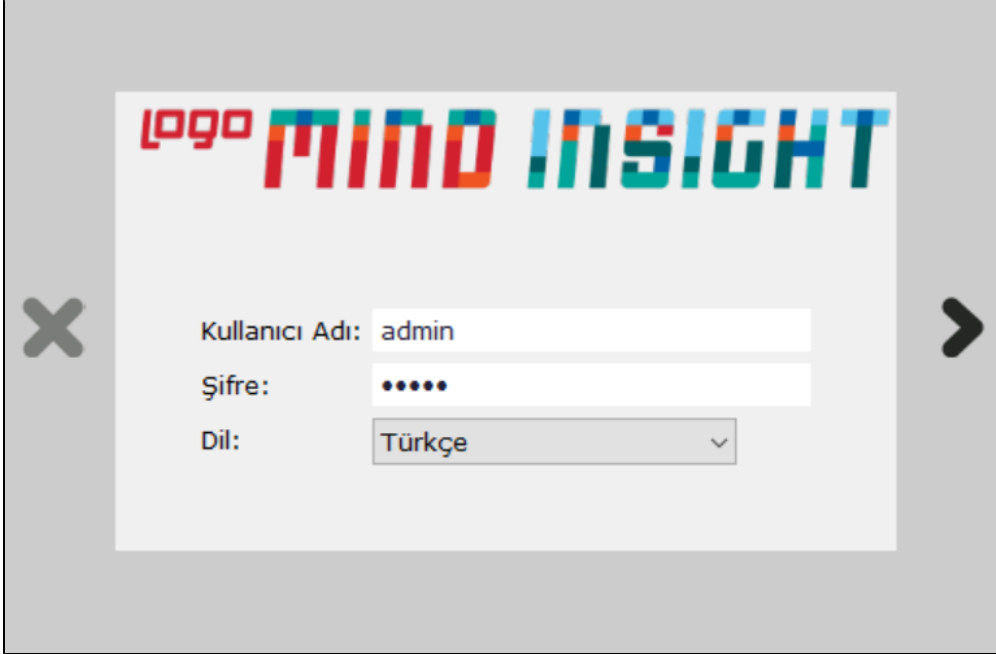 LOGO MIND INSIGHT
Kullanıcı Adı: admin
Şifre: •••••
Dil: Türkçe